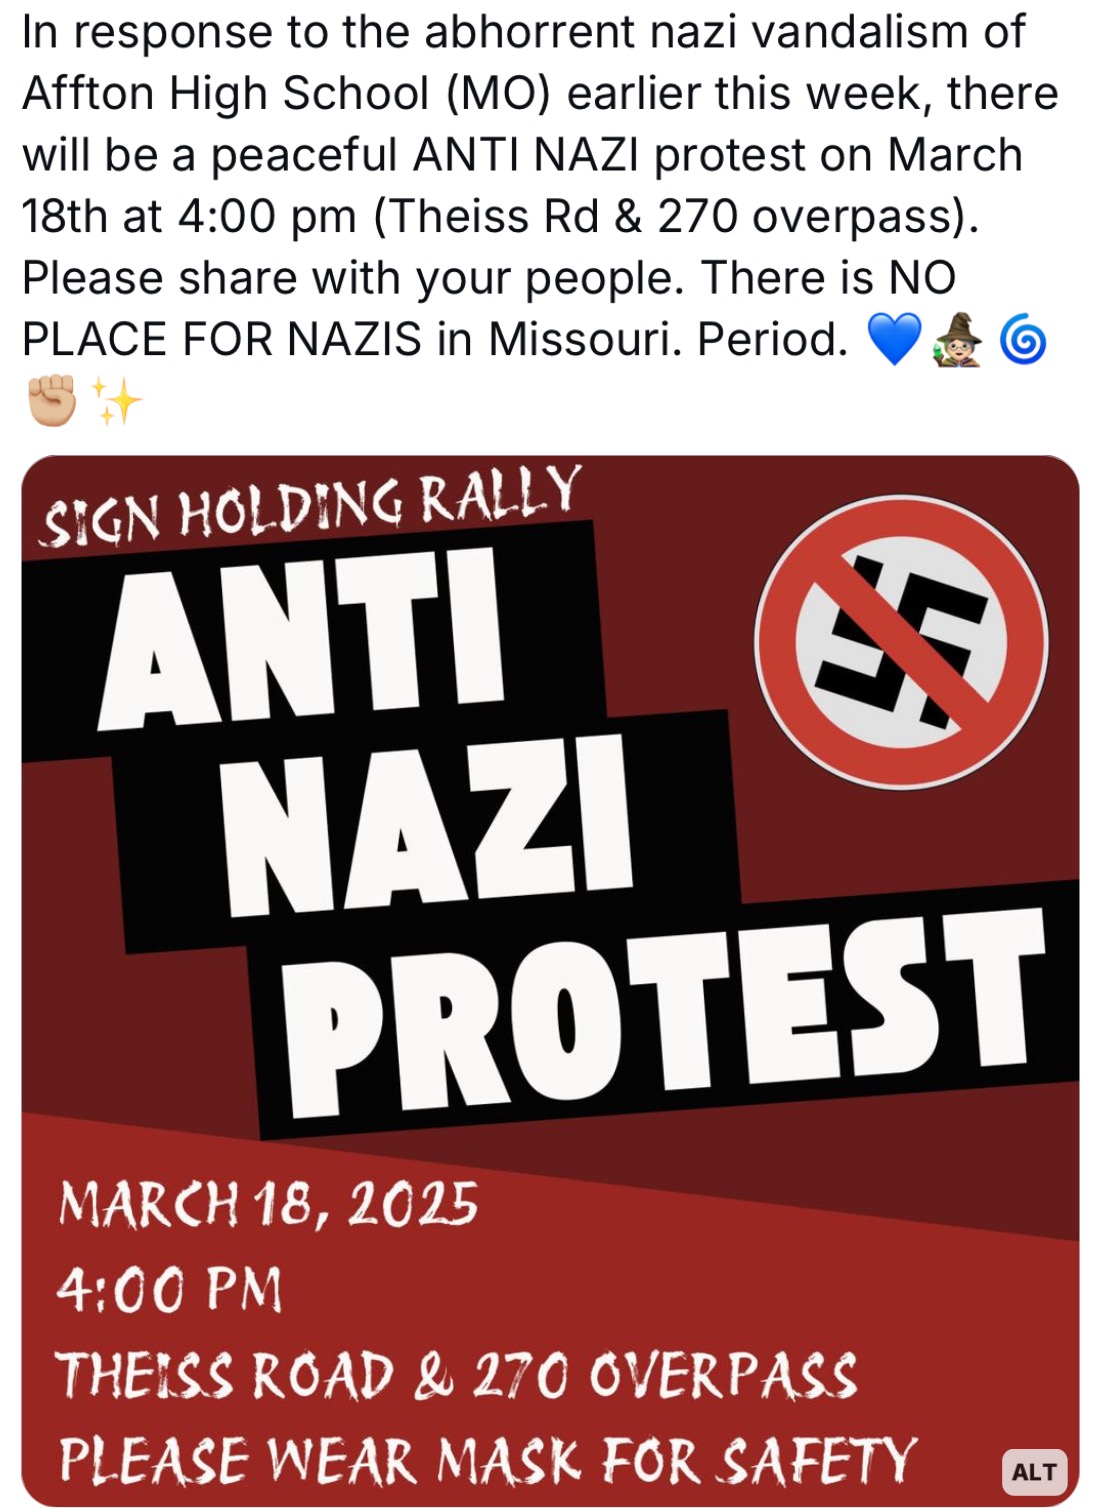 In response to the abhorrent nazi vandalism of
Affton High School (MO) earlier this week, there
will be a peaceful ANTI NAZI protest on March
18th at 4:00 pm (Theiss Rd & 270 overpass).
Please share with your people. There is NO
PLACE FOR NAZIS in Missouri. Period. 💙🧙🏼🌀
✊🏼✨
SIGN HOLDING RALLY
ANTI
NAZI
PROTEST
MARCH 18, 2025
4:00 PM
THEISS ROAD & 270 OVERPASS
PLEASE WEAR MASK FOR SAFETY
ALT